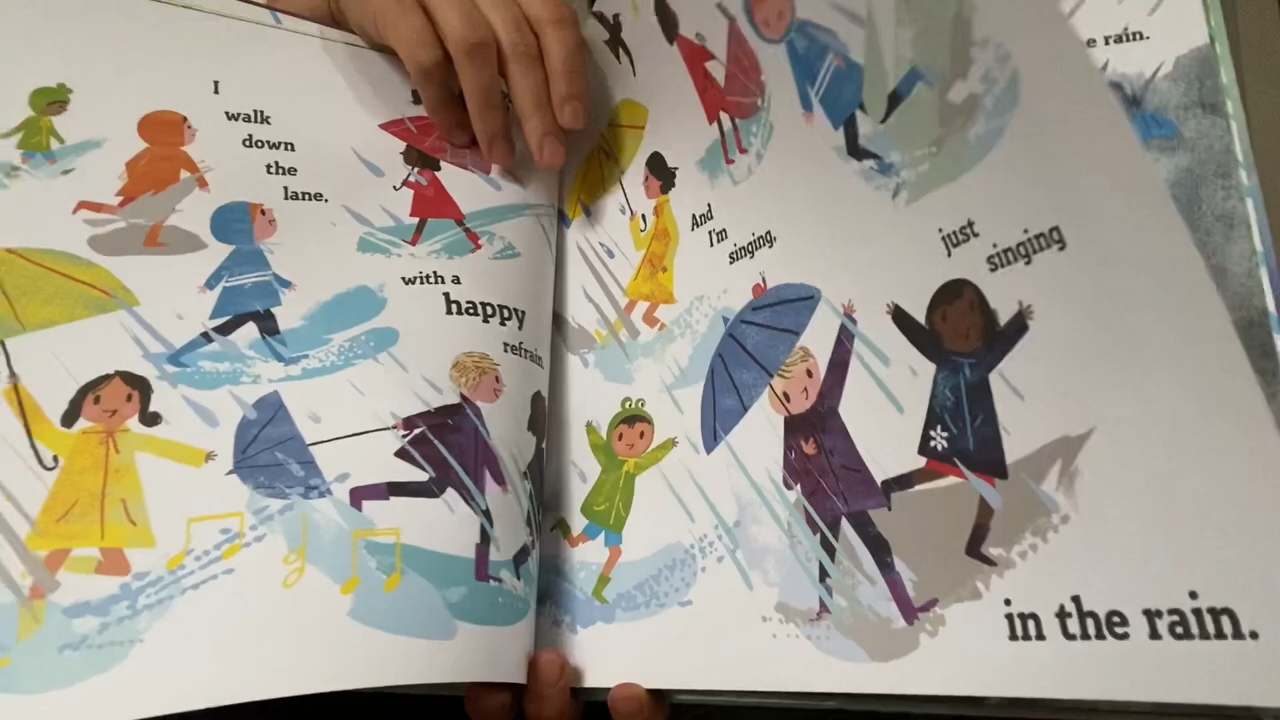 I
walk
down
the
lane.
with a
happy
refrain
And
I'm
singing,
just
singing
in the rain.
e rain.